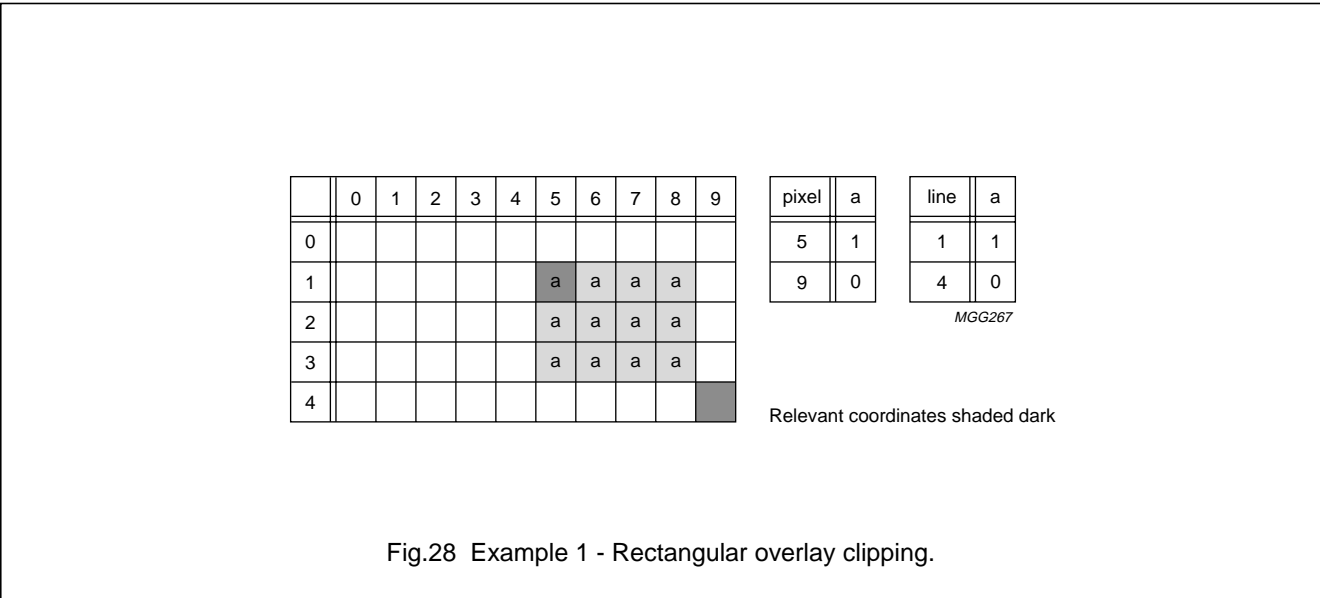 0 1 2 3 4 5 6 7 8 9
0
1 a a a a
2 a a a a
3 a a a a
4
pixel a
5 1
9 0
line a
1 1
4 0
MGG267
Relevant coordinates shaded dark
Fig.28 Example 1 - Rectangular overlay clipping.